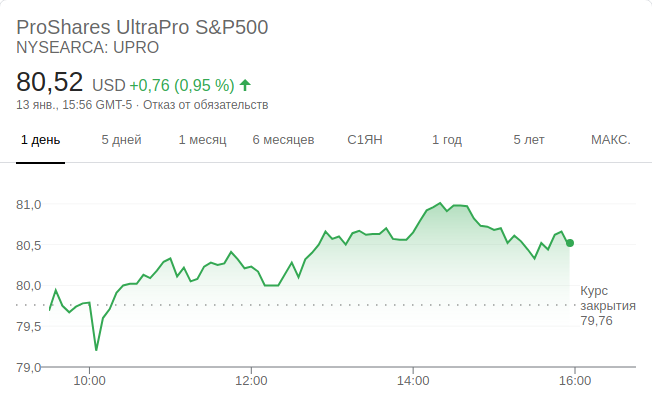 ProShares UltraPro S&P500
NYSEARCA: UPRO
80,52 USD +0,76 (0,95 %)
13 янв., 15:56 GMT-5 · Отказ от обязательств
1 день 5 дней 1 месяц 6 месяцев С1ЯН 1 год 5 лет МАКС.
81,0
80,5
80,0
79,5
79,0
Курс
закрытия
79,76
10:00 12:00 14:00 16:00